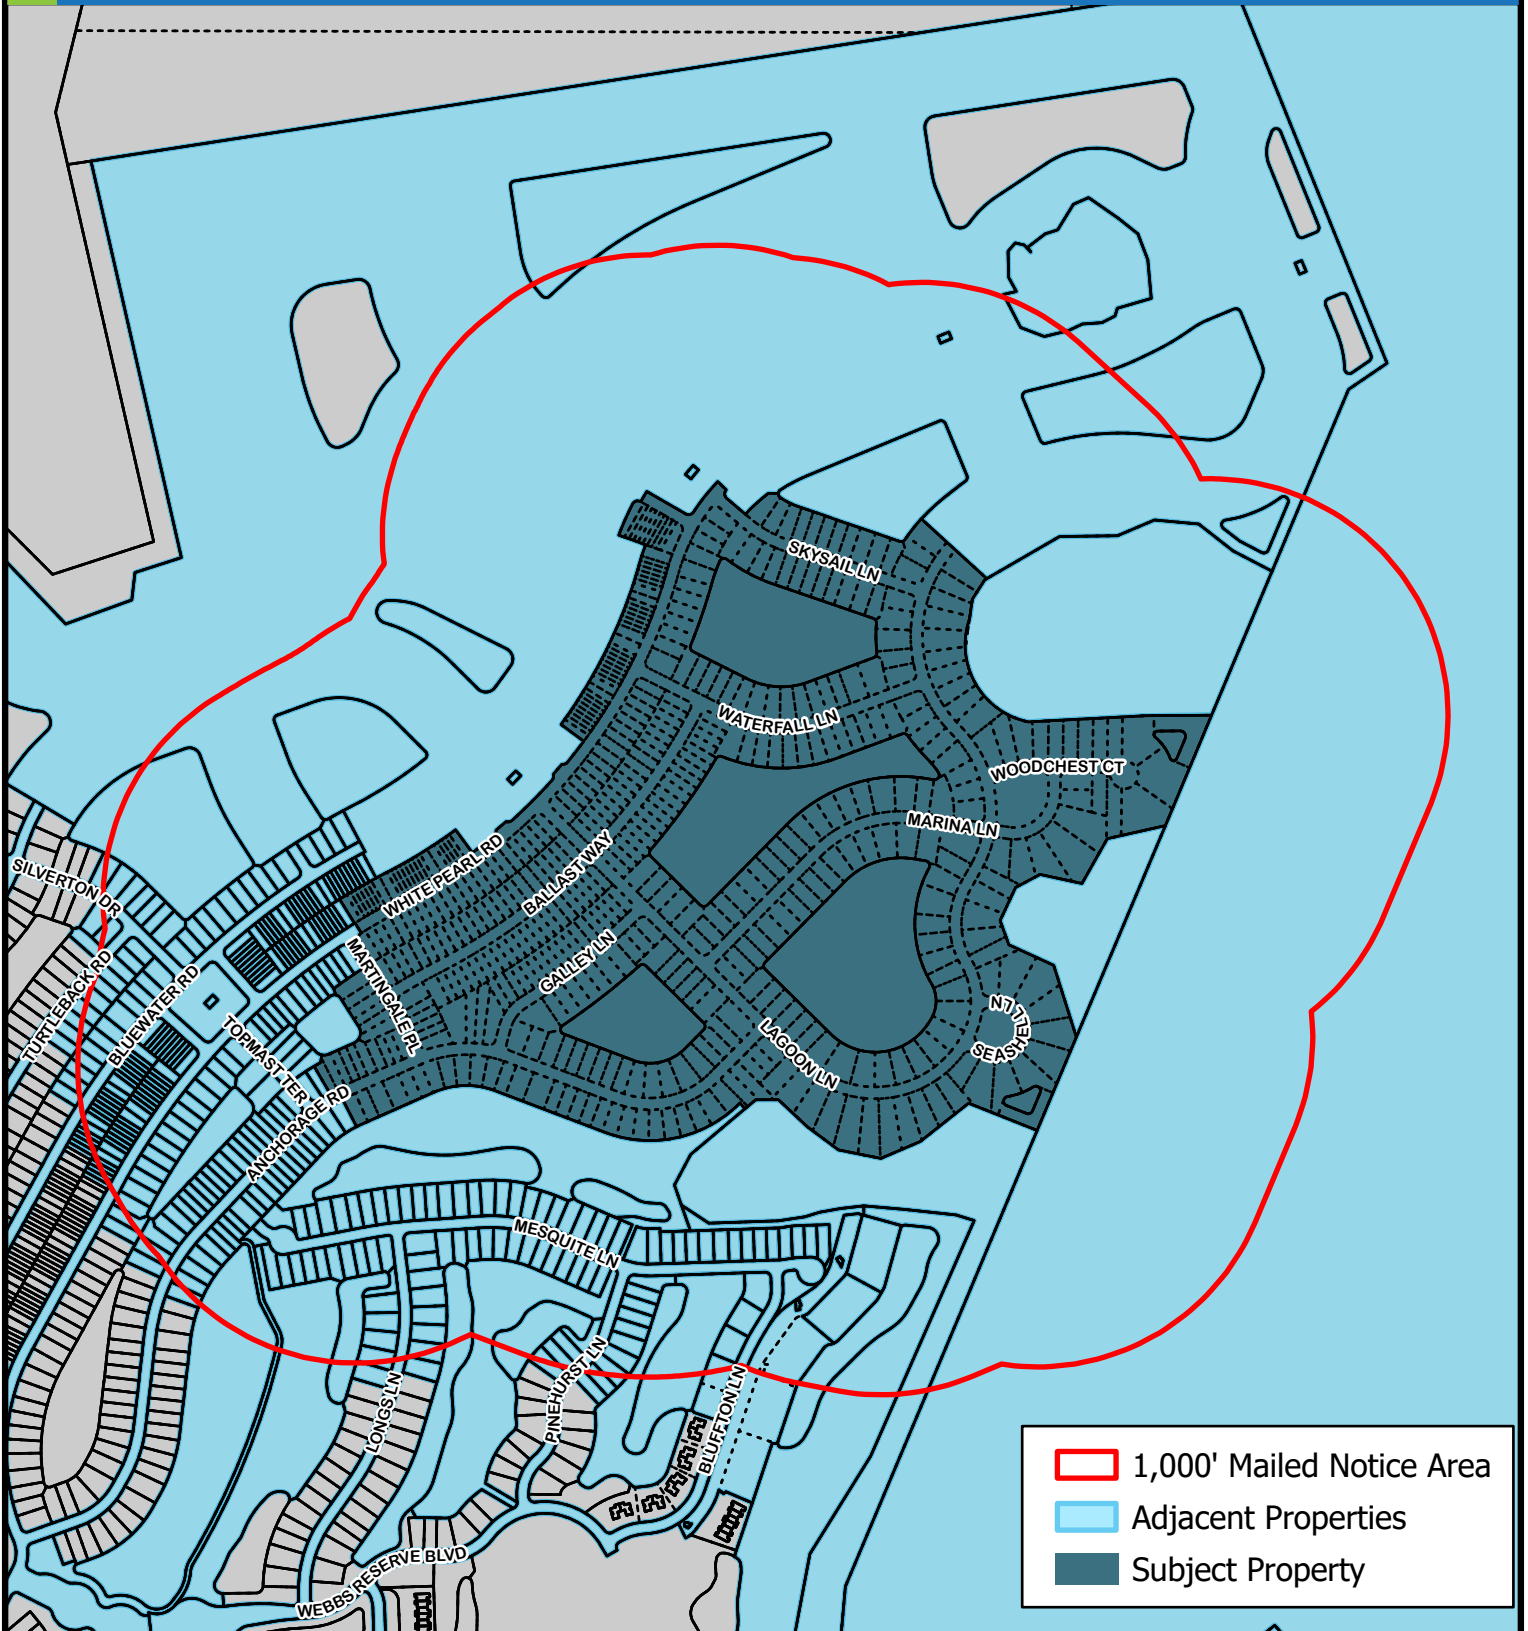 SKYSAIL LN
WATERFALL LN
WOODCHEST CT
MARINA LN
WHITE PEARL RD
BALLAST WAY
SILVERTON DR
GALLEY LN
MARTINGALE PL
TURTLEBACK RD
BLUEWATER RD
SEASHELL LN
TOPMAST TER
LAGOON LN
ANCHORAGE RD
MESQUITE LN
PINEHURST LN
LONGS LN
BLUFFTON LN
WEBBS RESERVE BLVD
1,000' Mailed Notice Area
Adjacent Properties
Subject Property